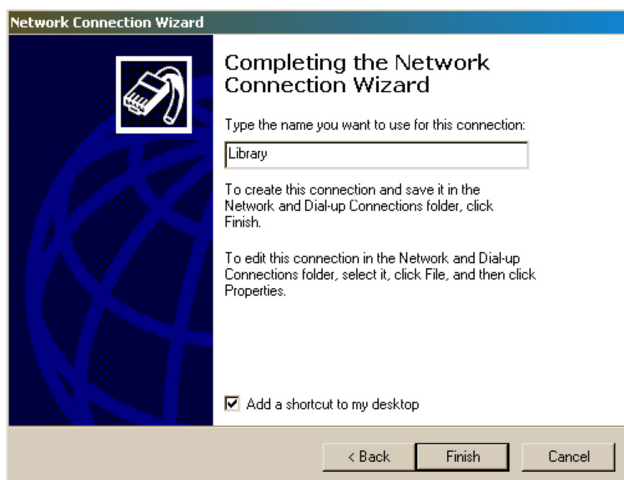 Network Connection Wizard
Completing the Network
Connection Wizard
Type the name you want to use for this connection:
Library
To create this connection and save it in the
Network and Dial-up Connections folder, click
Finish.
To edit this connection in the Network and Dial-up
Connections folder, select it, click File, and then click
Properties.
Add a shortcut to my desktop
< Back
Finish
Cancel